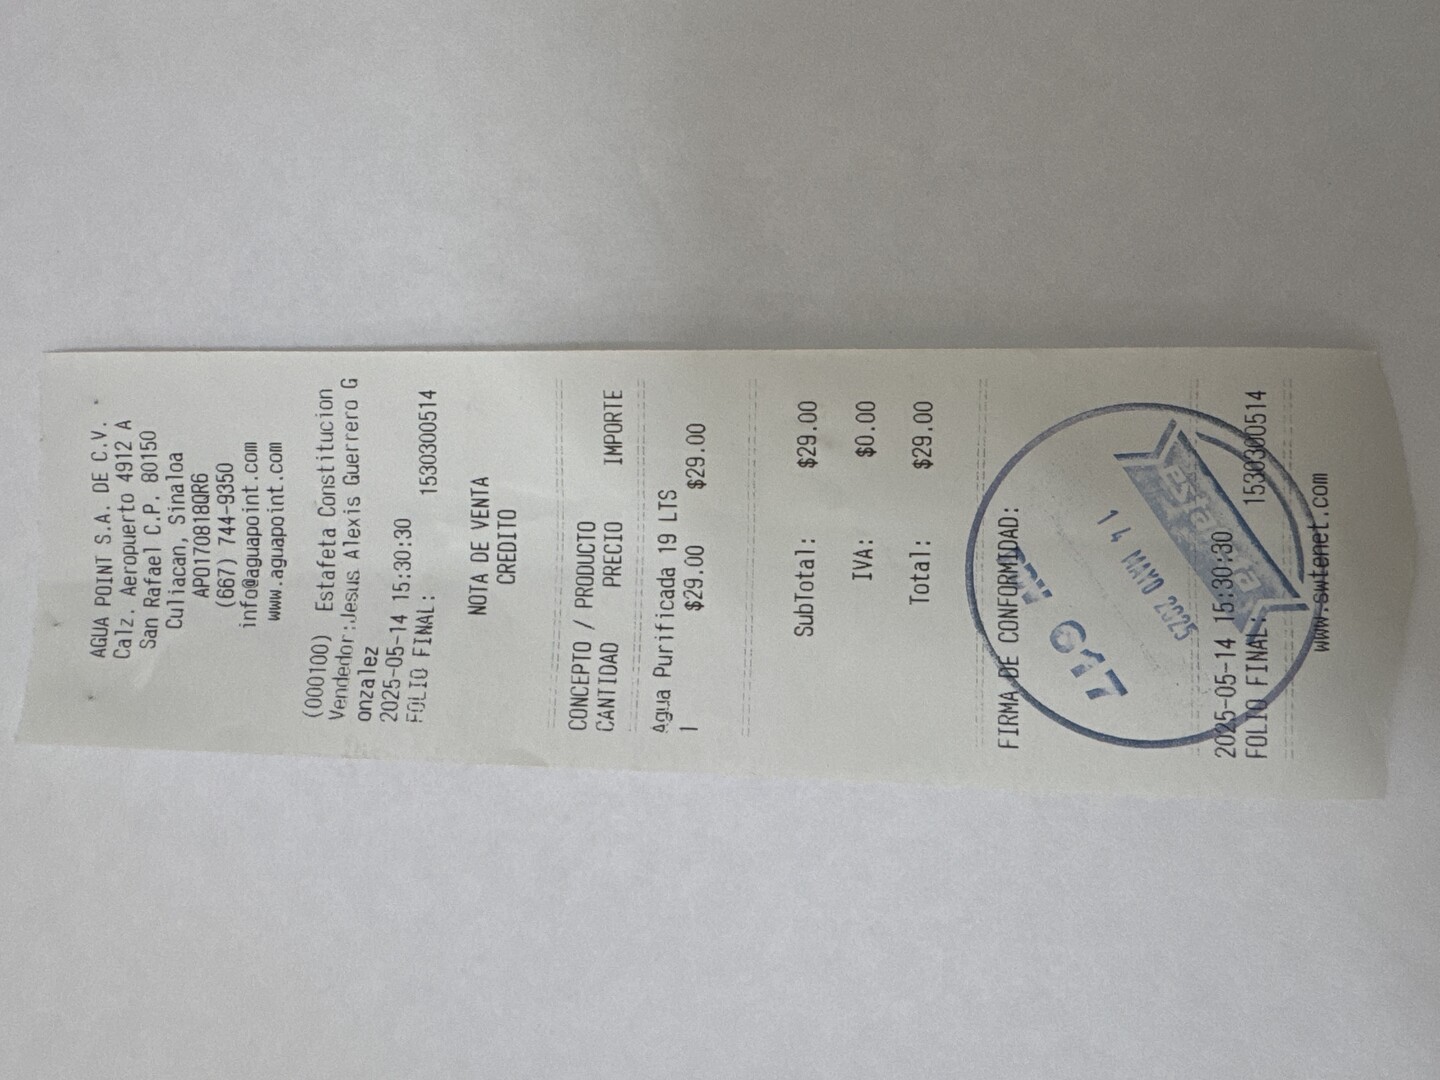 AGUA POINT S.A. DE C.V.
Calz. Aeropuerto 4912 A
San Rafael C.P. 80150
Culiacan, Sinaloa
APO170818QR6
(667) 744-9350
info@aguapoint.com
www.aguapoint.com
(000100) Estafeta Constitucion
Vendedor:Jesus Alexis Guerrero G
onzalez
2025-05-14 15:30:30
FOLIO FINAL: 1530300514
NOTA DE VENTA
CREDITO
CONCEPTO / PRODUCTO
CANTIDAD PRECIO IMPORTE
Agua Purificada 19 LTS
1 $29.00 $29.00
SubTotal: $29.00
IVA: $0.00
Total: $29.00
FIRMA DE CONFORMIDAD:
14 MAYO 2025
estafeta
2025-05-14 15:30:30
FOLIO FINAL: 1530300514
www.swtenet.com